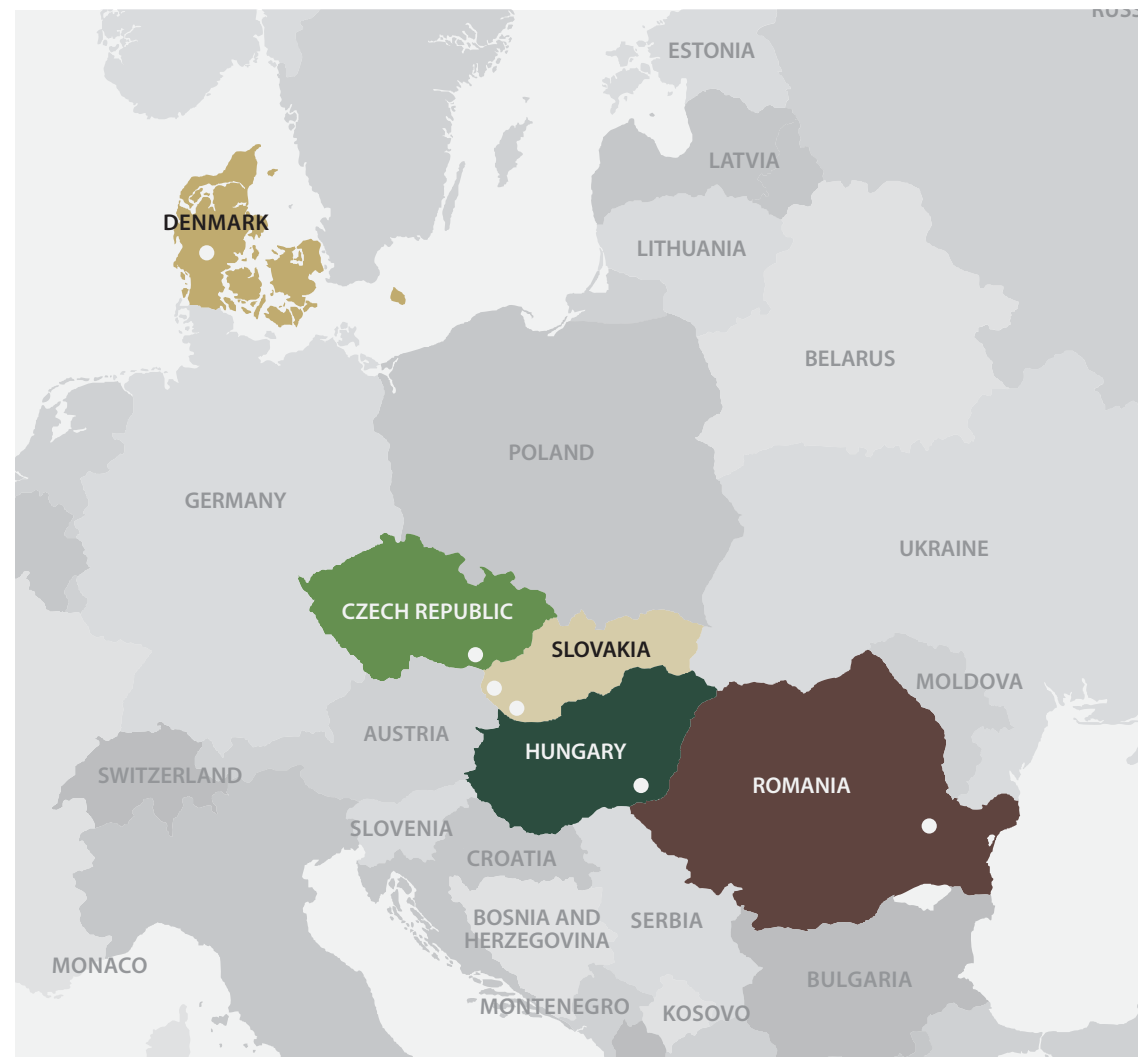 RUSS
ESTONIA
LATVIA
DENMARK
LITHUANIA
BELARUS
POLAND
GERMANY
UKRAINE
CZECH REPUBLIC
SLOVAKIA
MOLDOVA
AUSTRIA
HUNGARY
SWITZERLAND
ROMANIA
SLOVENIA
CROATIA
BOSNIA AND
HERZEGOVINA
SERBIA
MONACO
BULGARIA
MONTENEGRO
KOSOVO